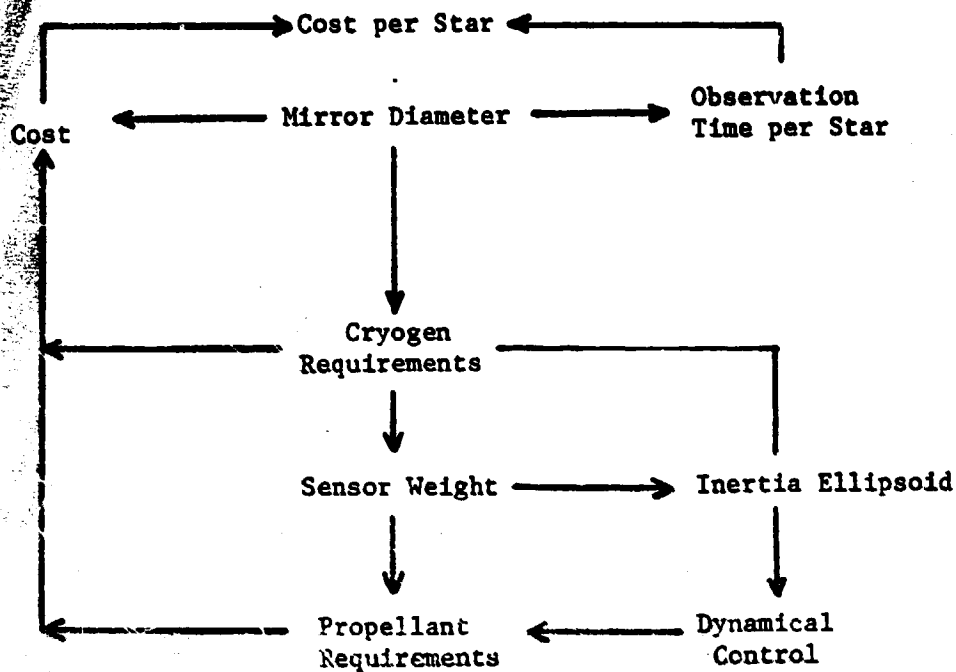 Cost per Star
Mirror Diameter
Observation
Time per Star
Cost
Cryogen
Requirements
Sensor Weight
Inertia Ellipsoid
Propellant
Requirements
Dynamical
Control